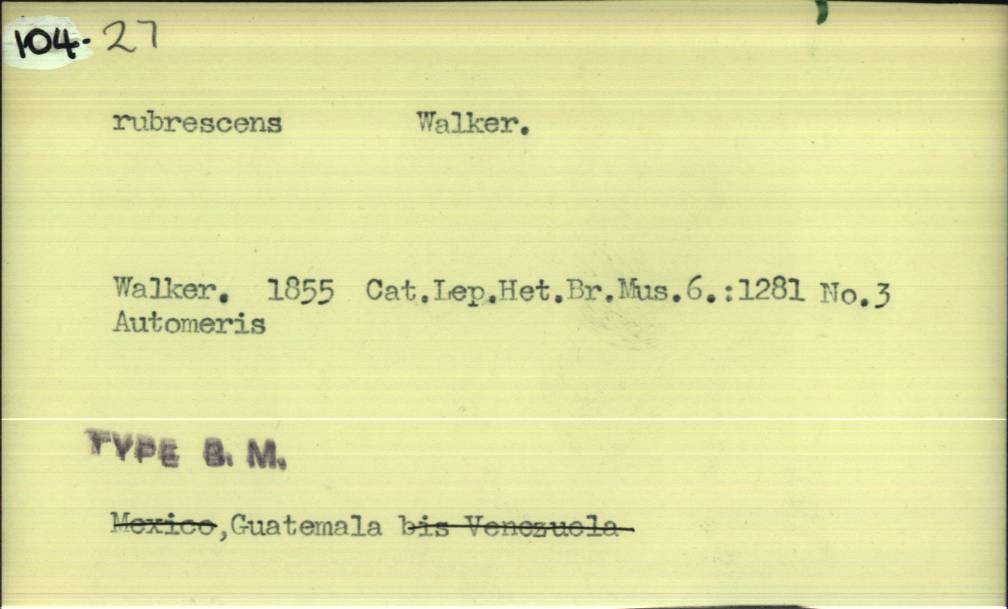 104.27
rubrescens Walker.
Walker. 1855 Cat.Lep.Het.Br.Mus.6.:1281 No.3
Automeris
TYPE B. M.
Mexico,Guatemala bis Venezuela